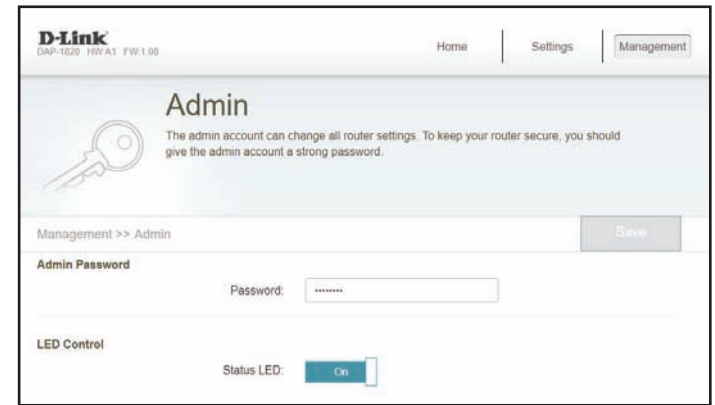 D-Link
DAP-1620 HW:A1 FW:1.00
Home
Settings
Management
Admin
The admin account can change all router settings. To keep your router secure, you should
give the admin account a strong password.
Management >> Admin
Save
Admin Password
Password: ........
LED Control
Status LED: On